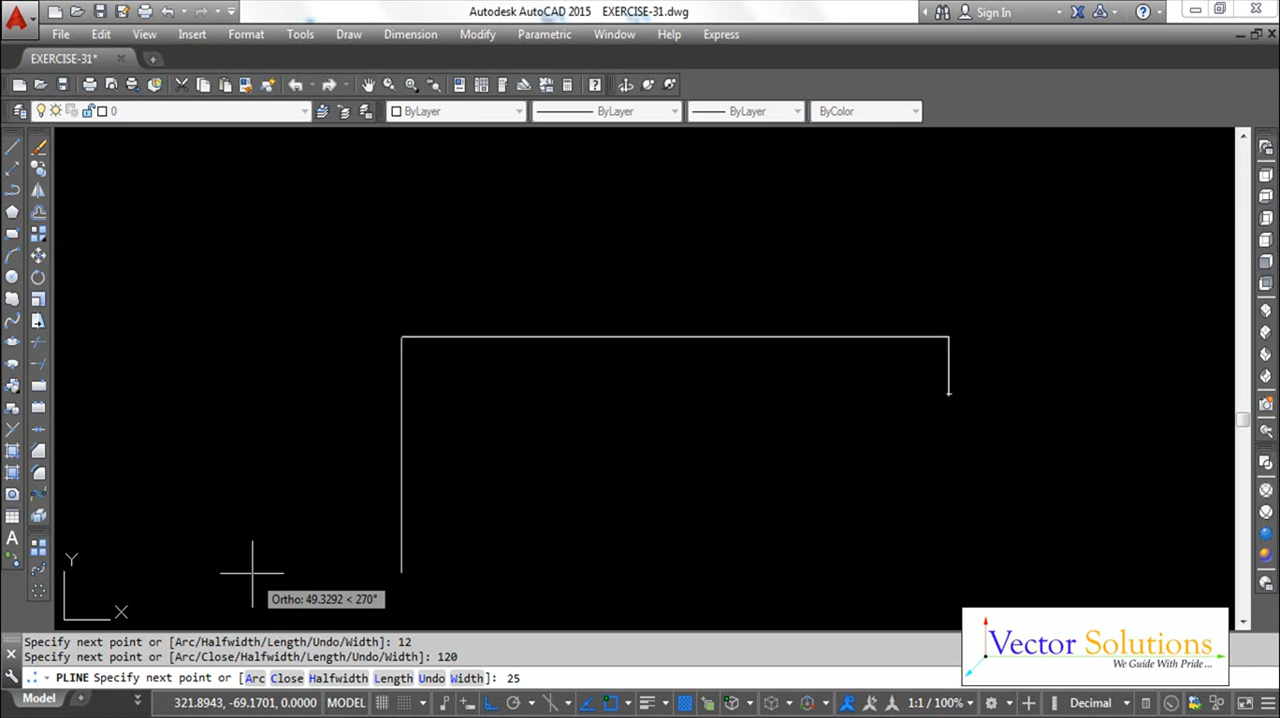 Autodesk AutoCAD 2015 EXERCISE-31.dwg
Sign In
File Edit View Insert Format Tools Draw Dimension Modify Parametric Window Help Express
EXERCISE-31*
0 ByLayer ByLayer ByLayer ByColor
Y
X
Ortho: 49.3292 < 270°
Specify next point or [Arc/Halfwidth/Length/Undo/Width]: 12
Specify next point or [Arc/Close/Halfwidth/Length/Undo/Width]: 120
PLINE Specify next point or [Arc Close Halfwidth Length Undo Width]: 25
Vector Solutions
We Guide With Pride ...
Model
321.8943, -69.1701, 0.0000 MODEL 1:1 / 100% Decimal